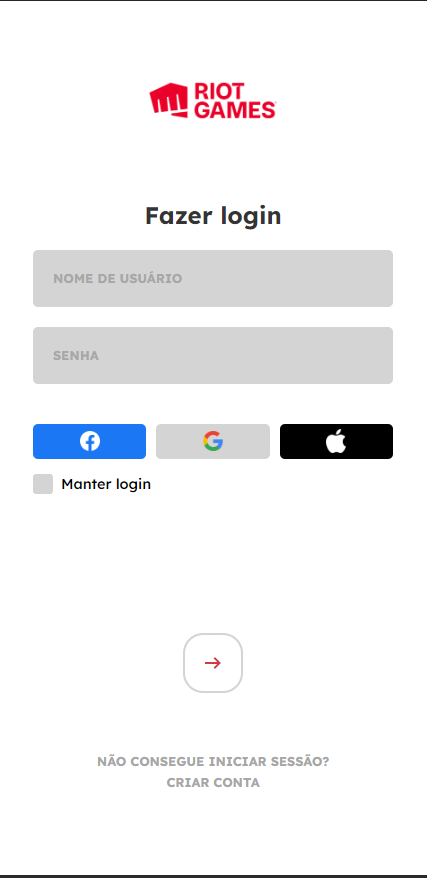 RIOT
GAMES
Fazer login
NOME DE USUÁRIO
SENHA
Manter login
NÃO CONSEGUE INICIAR SESSÃO?
CRIAR CONTA